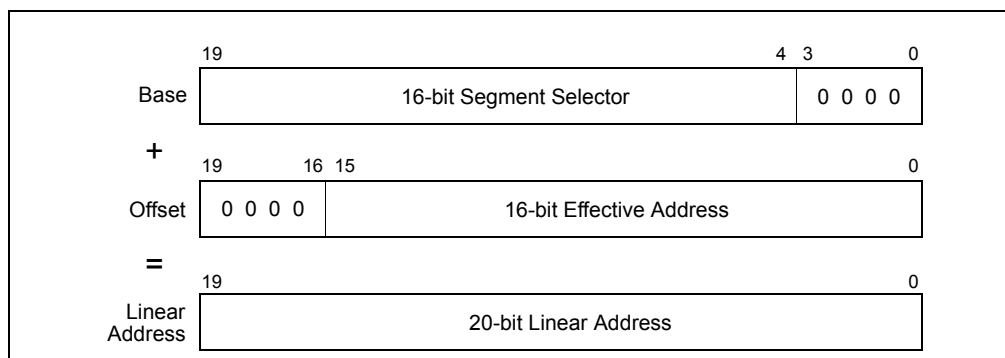 19 4 3 0
Base 16-bit Segment Selector 0 0 0 0
+
19 16 15 0
Offset 0 0 0 0 16-bit Effective Address
=
19 0
Linear
Address 20-bit Linear Address